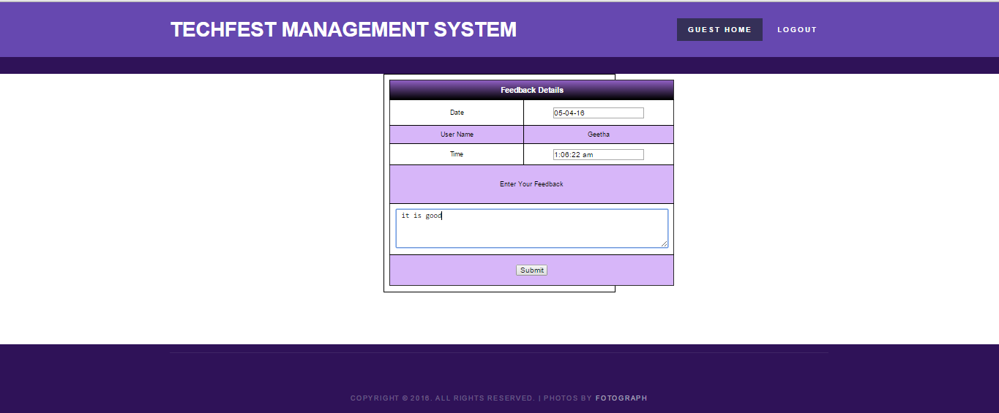 TECHFEST MANAGEMENT SYSTEM
GUEST HOME
LOGOUT
Feedback Details
Date
05-04-16
User Name
Geetha
Time
1:06:22 am
Enter Your Feedback
it is good
Submit
COPYRIGHT © 2016. ALL RIGHTS RESERVED. | PHOTOS BY FOTOGRAPH